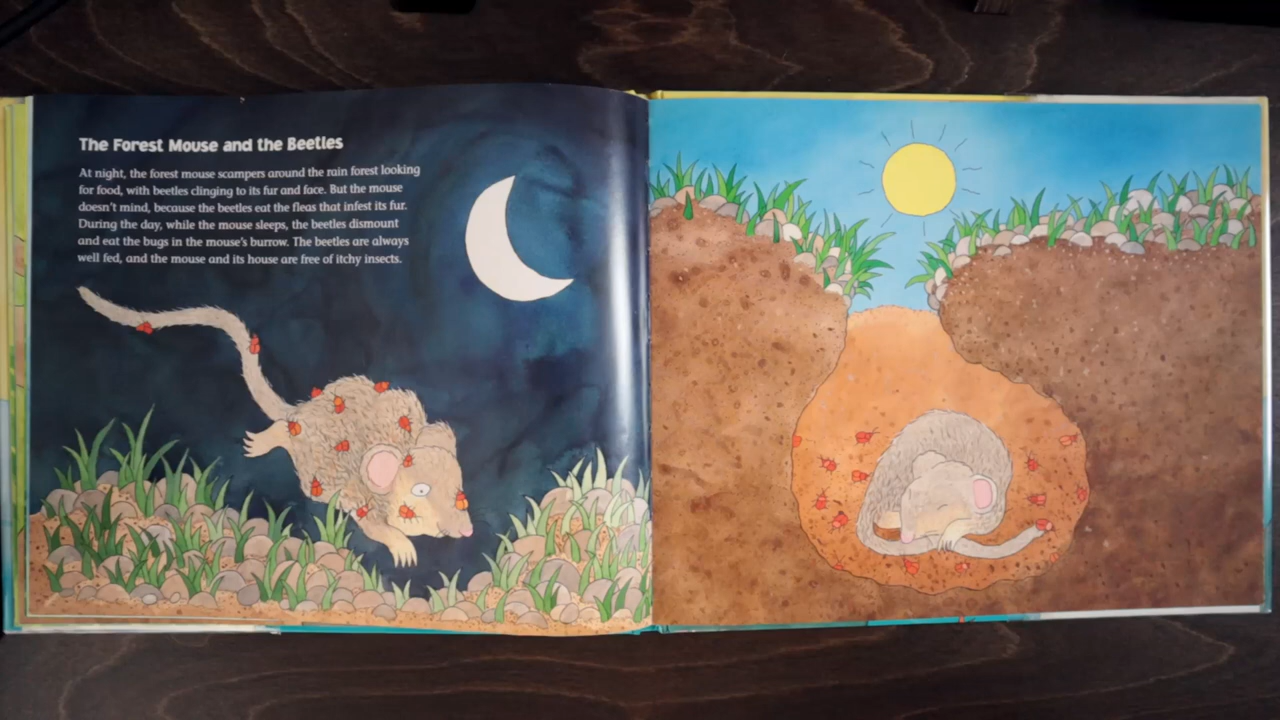 The Forest Mouse and the Beetles
At night, the forest mouse scampers around the rain forest looking
for food, with beetles clinging to its fur and face. But the mouse
doesn't mind, because the beetles eat the fleas that infest its fur.
During the day, while the mouse sleeps, the beetles dismount
and eat the bugs in the mouse's burrow. The beetles are always
well fed, and the mouse and its house are free of itchy insects.